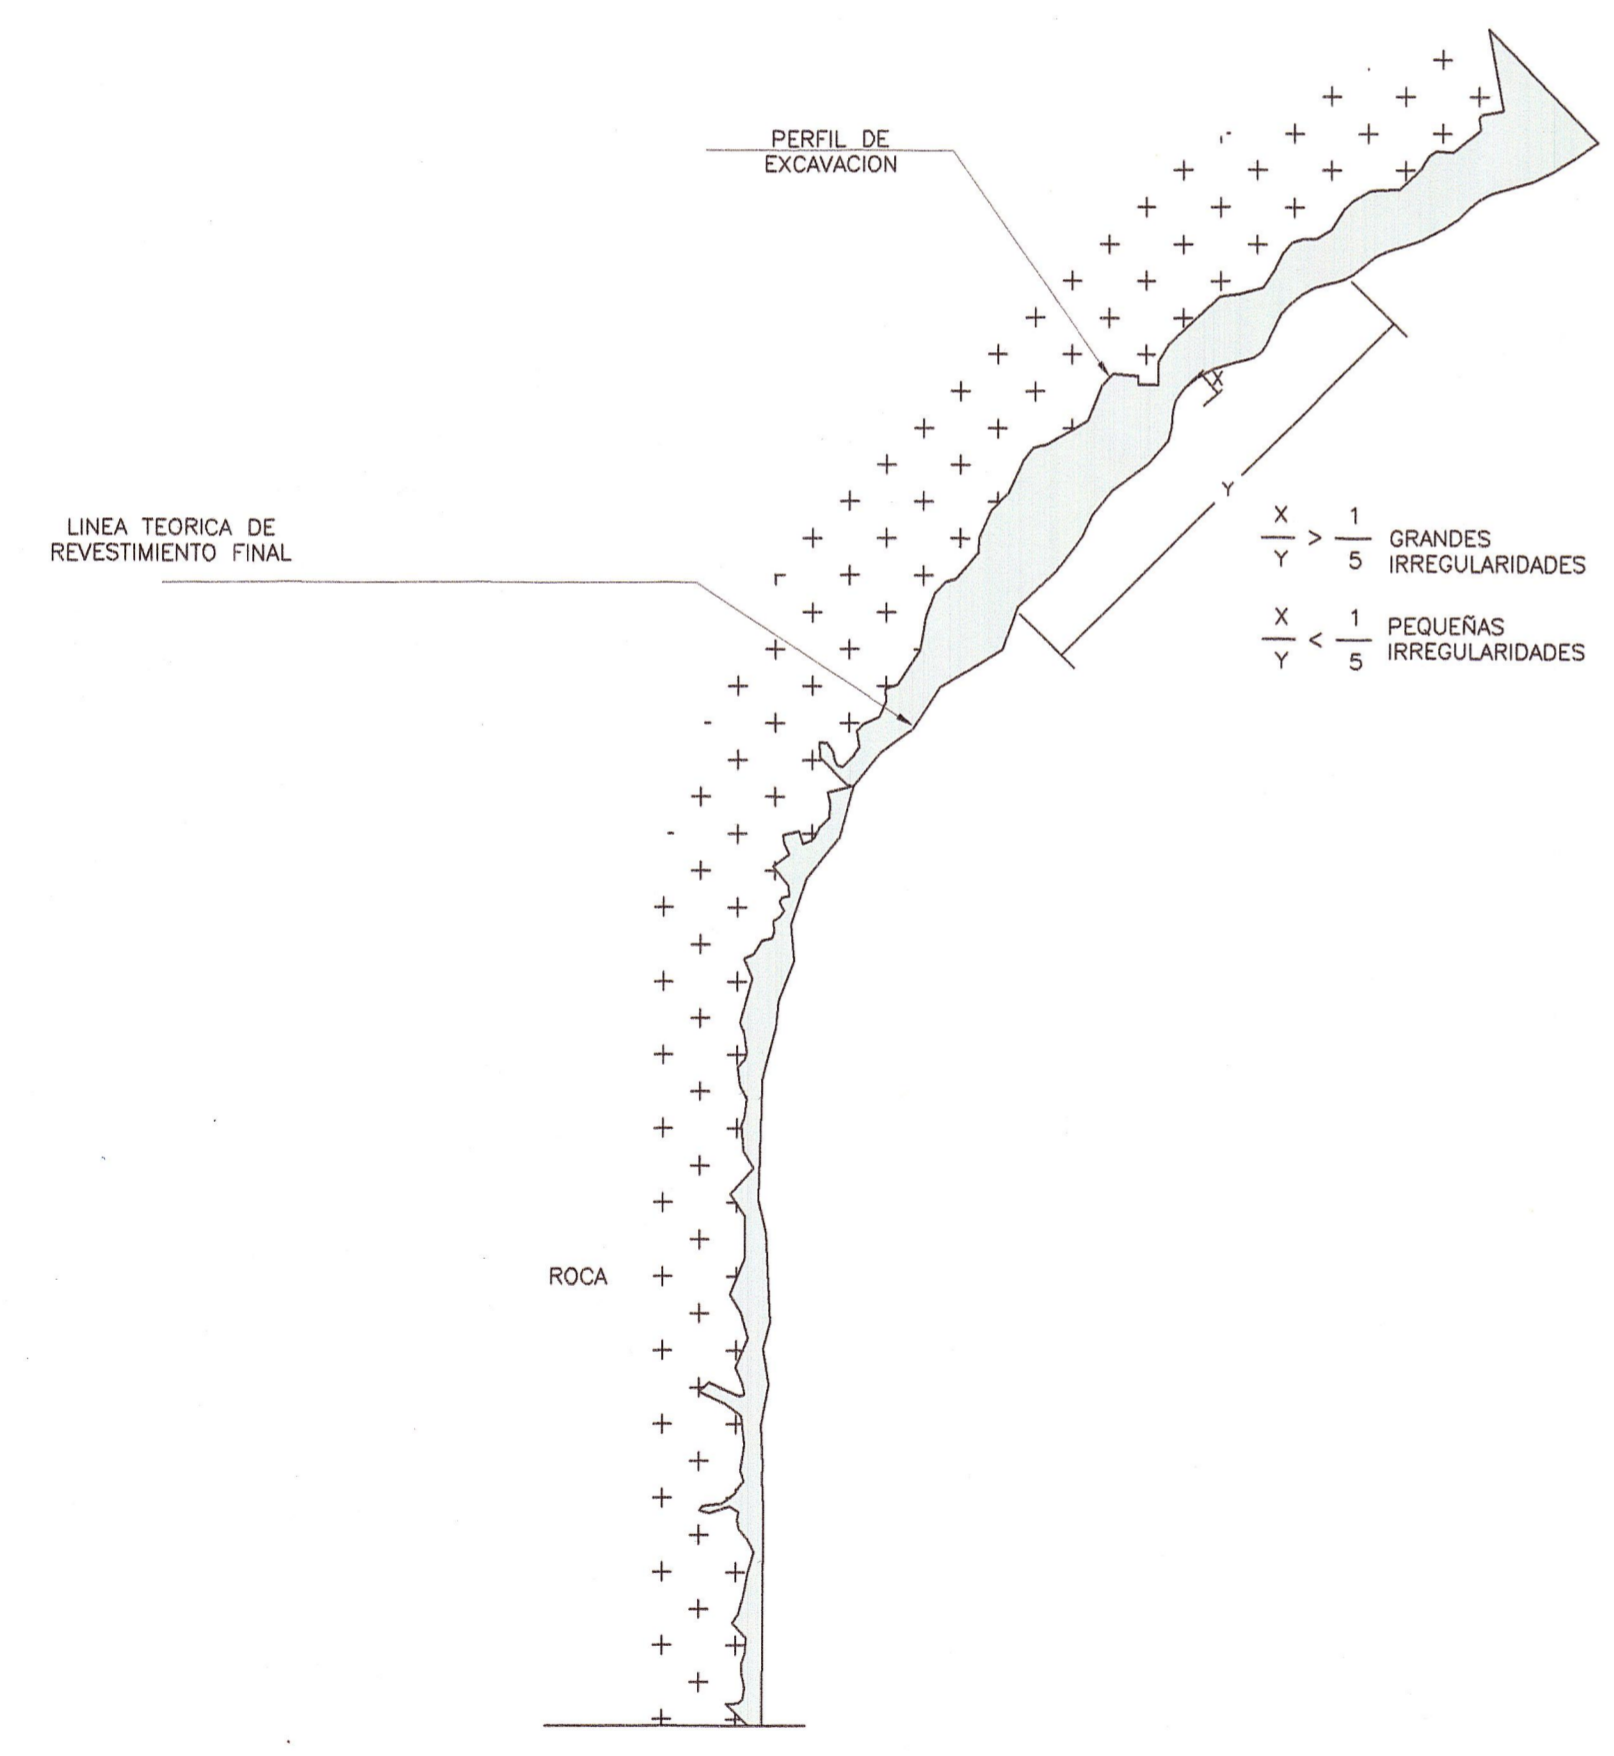 PERFIL DE
EXCAVACION
X
Y
LINEA TEORICA DE
REVESTIMIENTO FINAL
X
Y > 1
5 GRANDES
IRREGULARIDADES
X
Y < 1
5 PEQUEÑAS
IRREGULARIDADES
ROCA